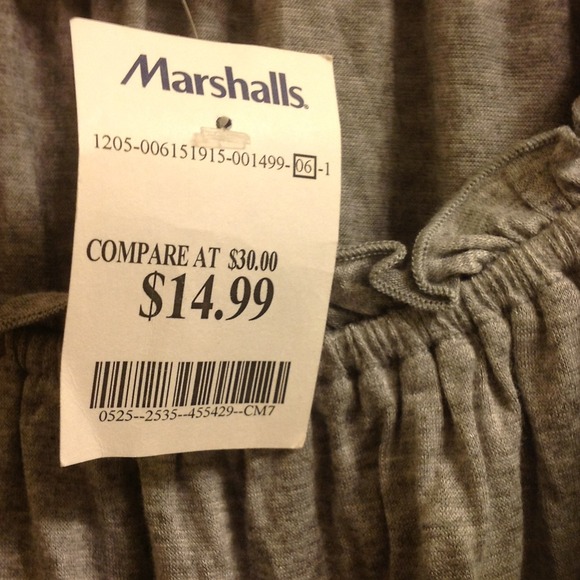 Marshalls.
1205-006151915-001499-06-1
COMPARE AT $30.00
$14.99
0525--2535--455429--CM7